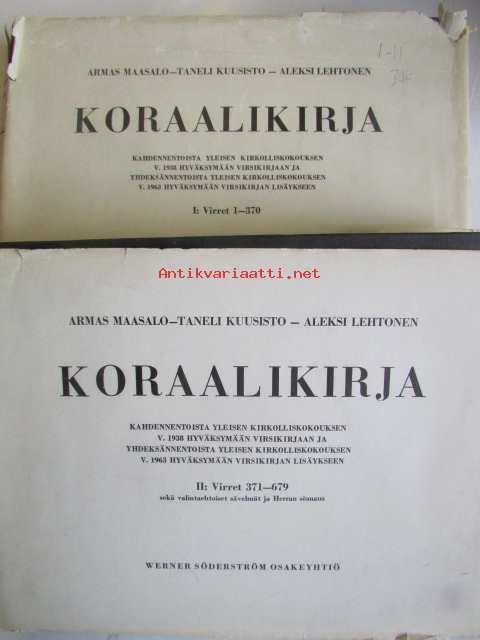 I-II
ARMAS MAASALO—TANELI KUUSISTO — ALEKSI LEHTONEN
KORAALIKIRJA
KAHDENNENTOISTA YLEISEN KIRKOLLISKOKOUKSEN
V. 1938 HYVÄKSYMÄÄN VIRSIKIRJAAN JA
YHDEKSÄNNENTOISTA YLEISEN KIRKOLLISKOKOUKSEN
V. 1963 HYVÄKSYMÄÄN VIRSIKIRJAN LISÄYKSEEN
I: Virret 1—370
Antikvariaatti.net
ARMAS MAASALO—TANELI KUUSISTO — ALEKSI LEHTONEN
KORAALIKIRJA
KAHDENNENTOISTA YLEISEN KIRKOLLISKOKOUKSEN
V. 1938 HYVÄKSYMÄÄN VIRSIKIRJAAN JA
YHDEKSÄNNENTOISTA YLEISEN KIRKOLLISKOKOUKSEN
V. 1963 HYVÄKSYMÄÄN VIRSIKIRJAN LISÄYKSEEN
II: Virret 371—679
sekä valintaehtoiset sävelmät ja Herran siunaus
WERNER SÖDERSTRÖM OSAKEYHTIÖ